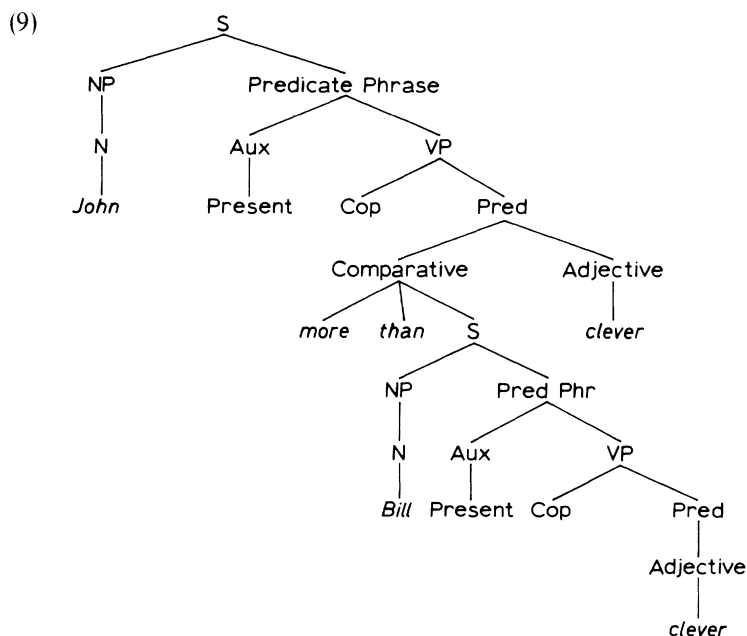 (9) S
NP Predicate Phrase
N Aux VP
John Present Cop Pred
Comparative Adjective
more than S clever
NP Pred Phr
N Aux VP
Bill Present Cop Pred
Adjective
clever